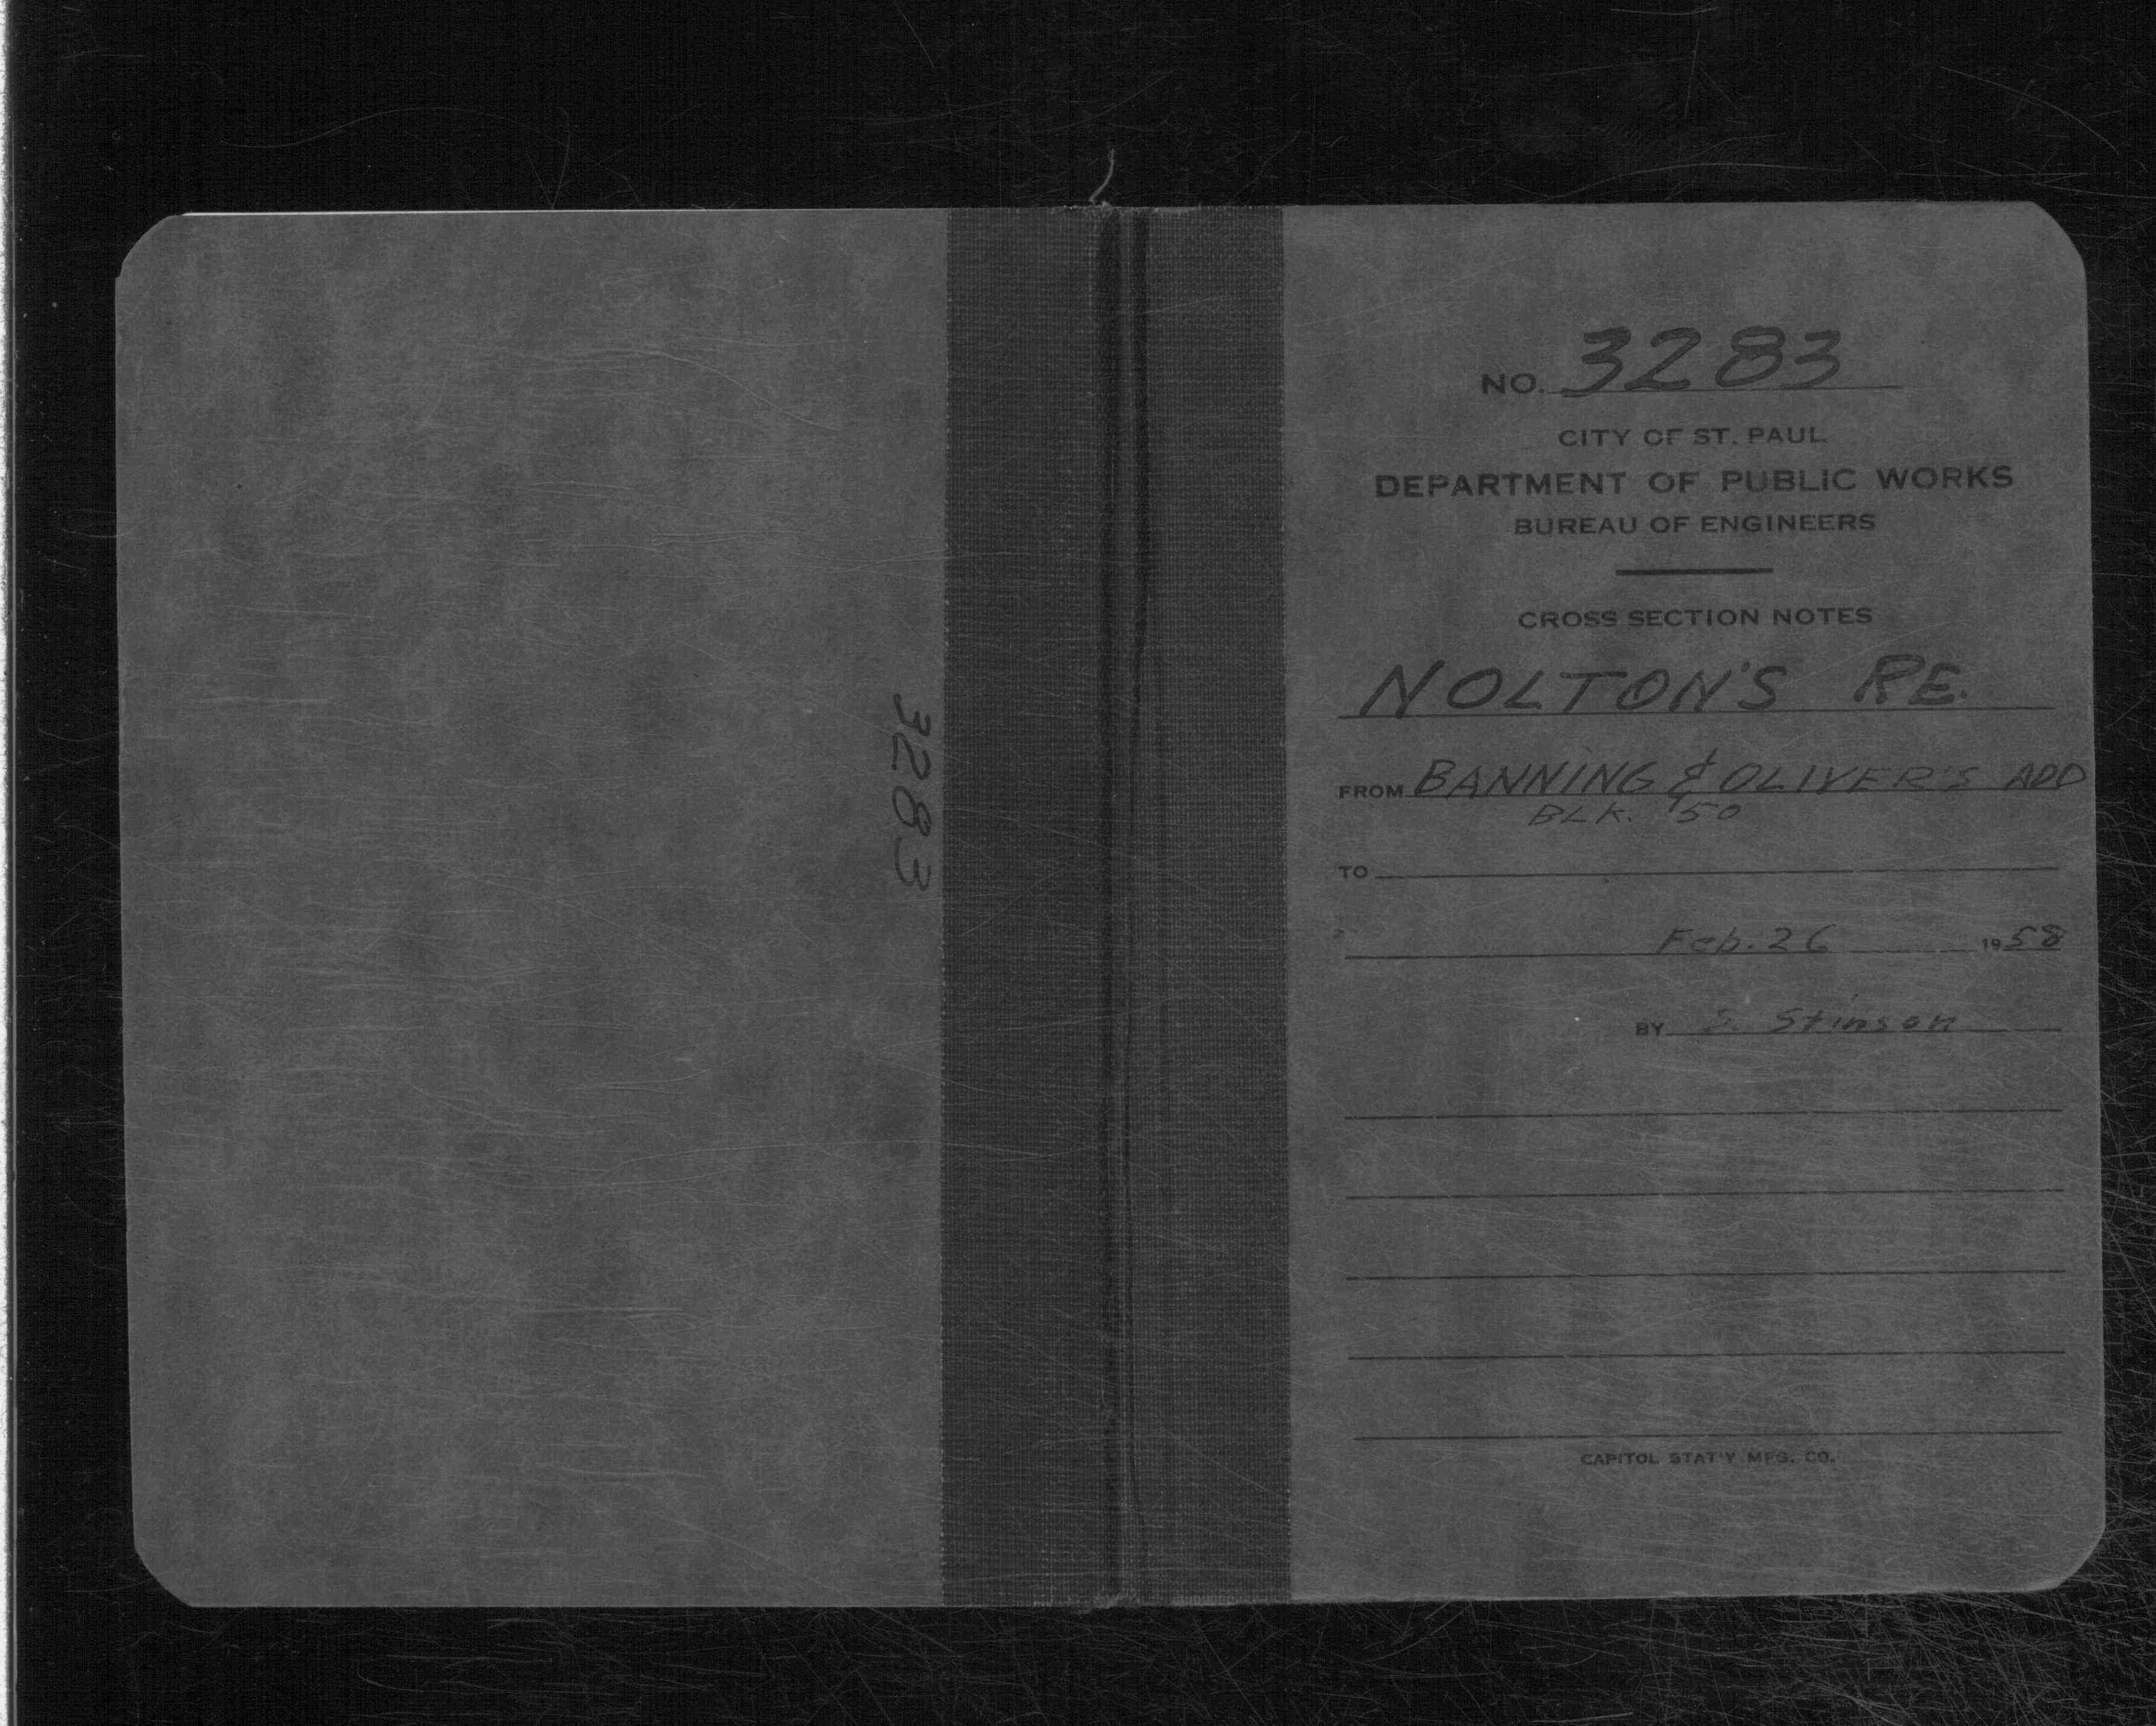 3283
NO. 3283
CITY OF ST. PAUL
DEPARTMENT OF PUBLIC WORKS
BUREAU OF ENGINEERS
CROSS SECTION NOTES
NOLTON'S RE.
FROM BANNING & OLIVER'S ADD
BLK. 150
TO
Feb. 26 1958
BY S. Stinson
CAPITOL STAT'Y MFG. CO.